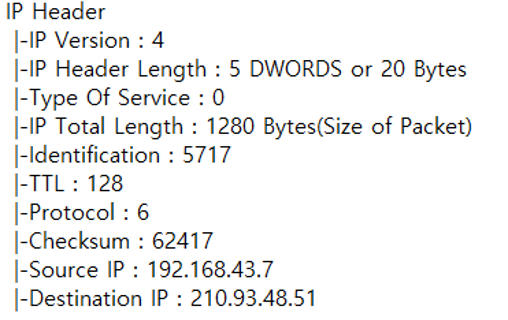 IP Header
|-IP Version : 4
|-IP Header Length : 5 DWORDS or 20 Bytes
|-Type Of Service : 0
|-IP Total Length : 1280 Bytes(Size of Packet)
|-Identification : 5717
|-TTL : 128
|-Protocol : 6
|-Checksum : 62417
|-Source IP : 192.168.43.7
|-Destination IP : 210.93.48.51